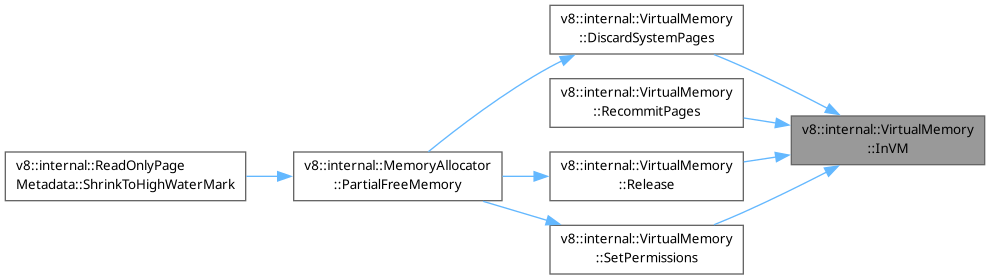 v8::internal::VirtualMemory
::DiscardSystemPages
v8::internal::VirtualMemory
::RecommitPages
v8::internal::VirtualMemory
::InVM
v8::internal::ReadOnlyPage
Metadata::ShrinkToHighWaterMark
v8::internal::MemoryAllocator
::PartialFreeMemory
v8::internal::VirtualMemory
::Release
v8::internal::VirtualMemory
::SetPermissions